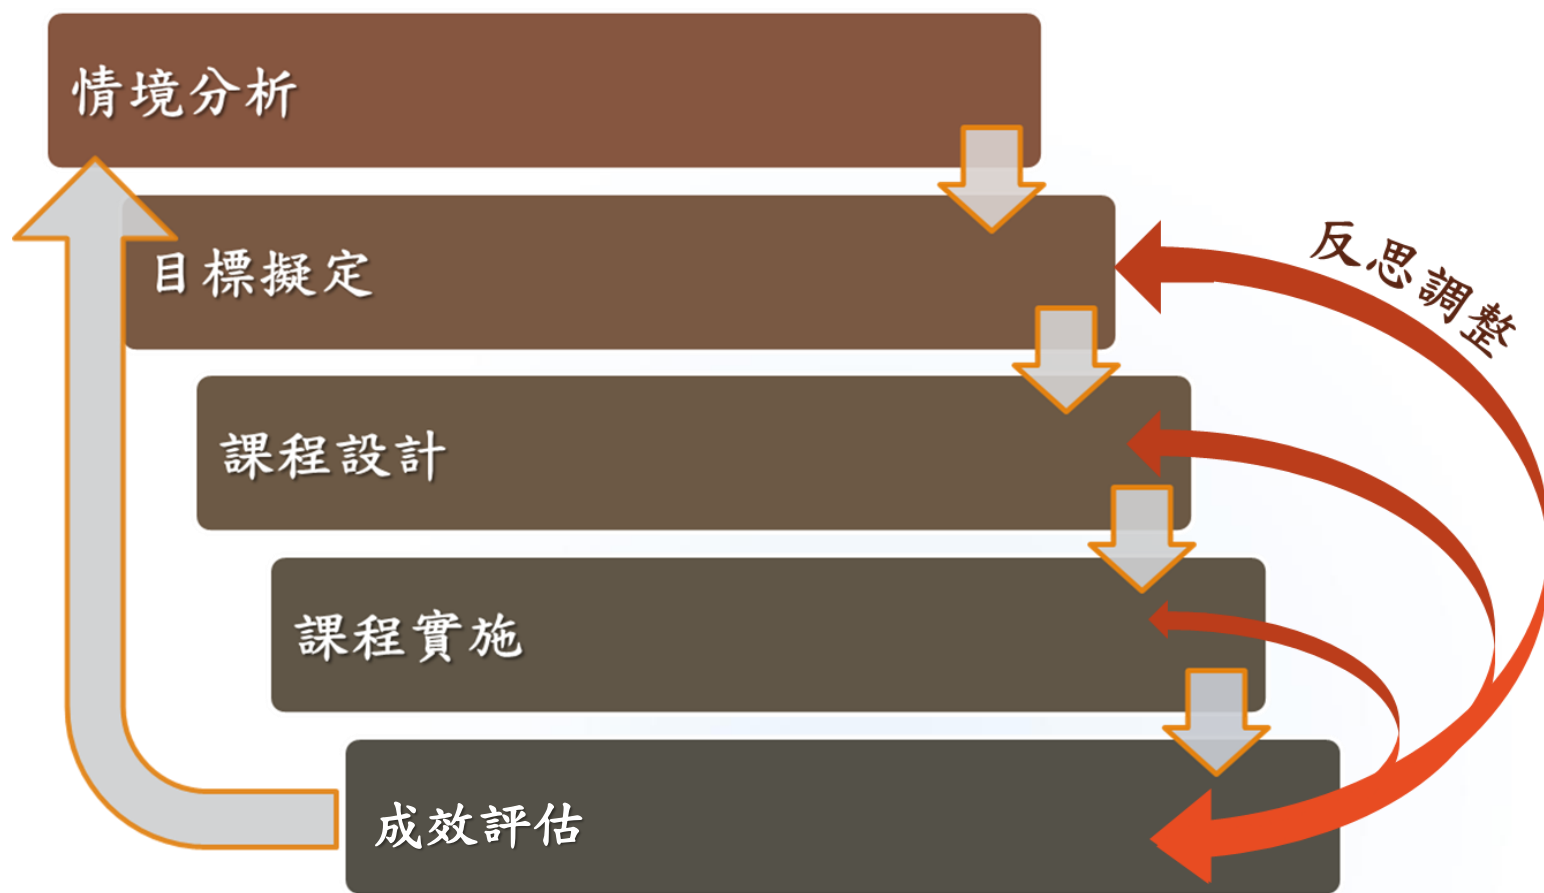 情境分析
目標擬定
反思調整
課程設計
課程實施
成效評估